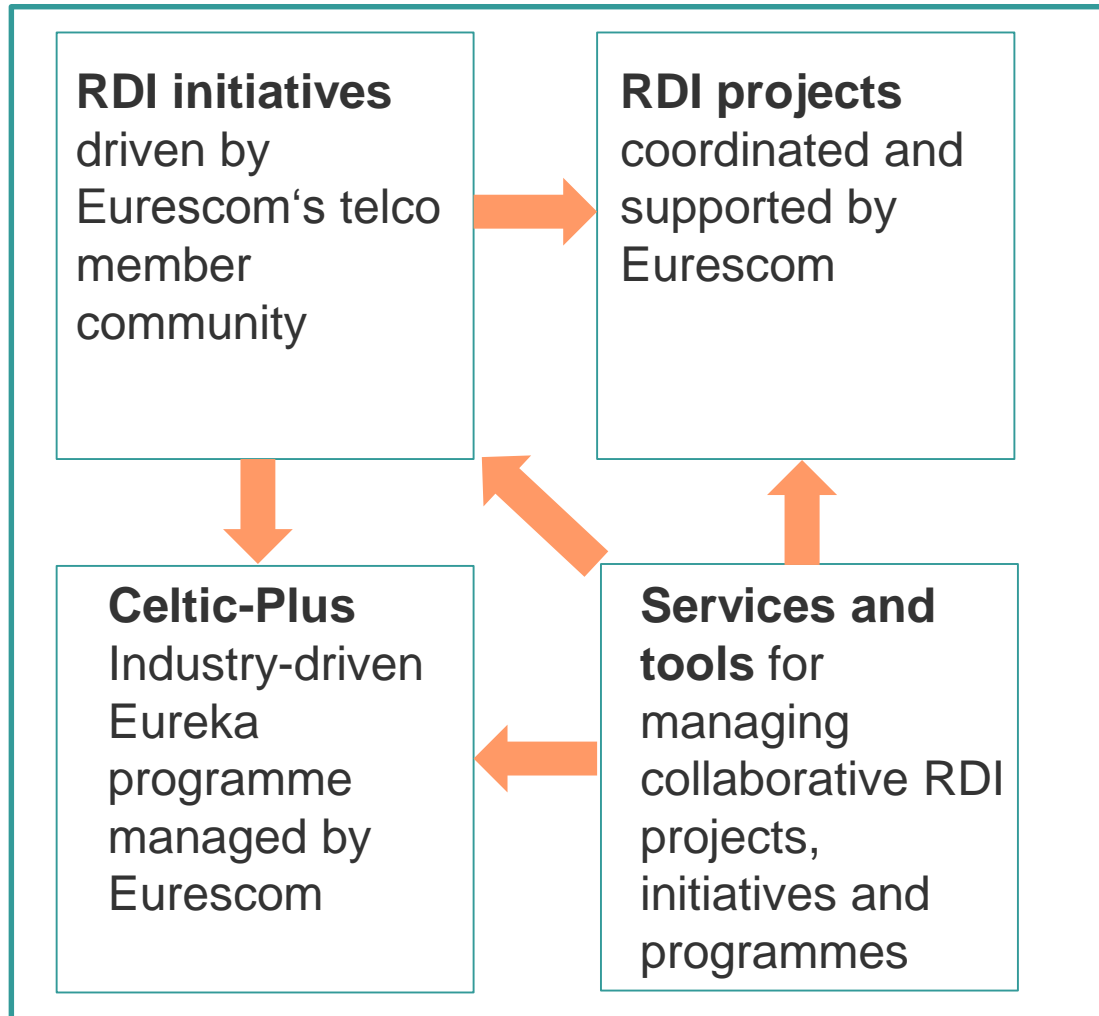 RDI initiatives
driven by
Eurescom‘s telco
member
community
RDI projects
coordinated and
supported by
Eurescom
Celtic-Plus
Industry-driven
Eureka
programme
managed by
Eurescom
Services and
tools for
managing
collaborative RDI
projects,
initiatives and
programmes